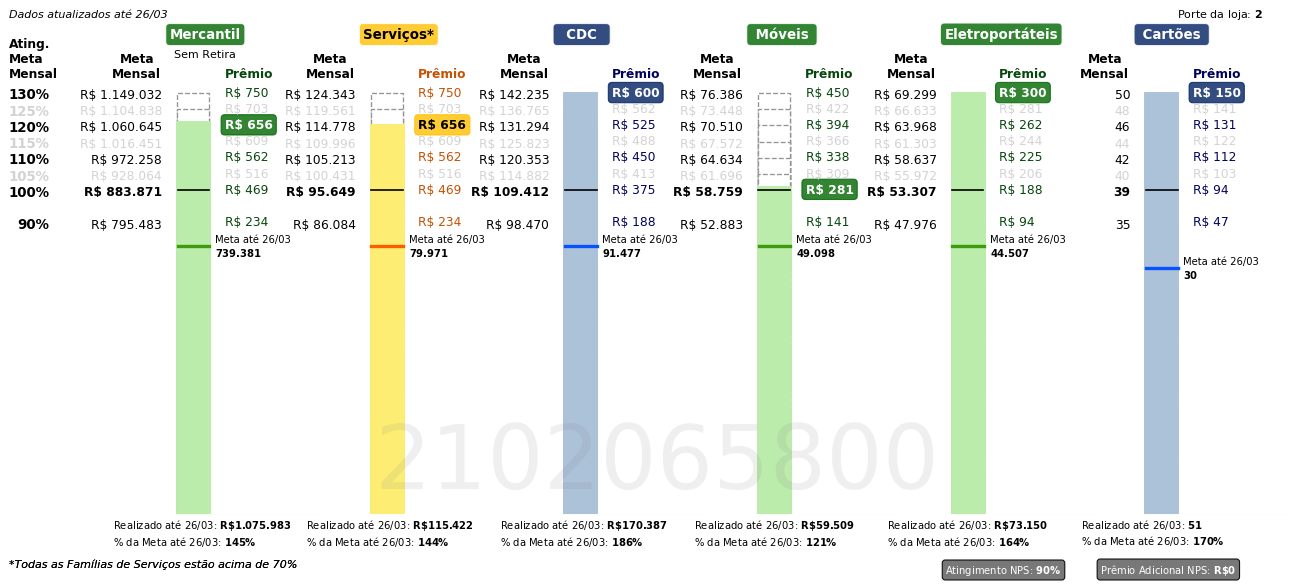 Dados atualizados até 26/03 Porte da loja: 2
Mercantil Serviços* CDC Móveis Eletroportáteis Cartões
Sem Retira
Ating. Meta Mensal Meta Mensal Prêmio Meta Mensal Prêmio Meta Mensal Prêmio Meta Mensal Prêmio Meta Mensal Prêmio Meta Mensal Prêmio
130% R$ 1.149.032 R$ 750 R$ 124.343 R$ 750 R$ 142.235 R$ 600 R$ 76.386 R$ 450 R$ 69.299 R$ 300 50 R$ 150
125% R$ 1.104.838 R$ 703 R$ 119.561 R$ 703 R$ 136.765 R$ 562 R$ 73.448 R$ 422 R$ 66.633 R$ 281 48 R$ 141
120% R$ 1.060.645 R$ 656 R$ 114.778 R$ 656 R$ 131.294 R$ 525 R$ 70.510 R$ 394 R$ 63.968 R$ 262 46 R$ 131
115% R$ 1.016.451 R$ 609 R$ 109.996 R$ 609 R$ 125.823 R$ 488 R$ 67.572 R$ 366 R$ 61.303 R$ 244 44 R$ 122
110% R$ 972.258 R$ 562 R$ 105.213 R$ 562 R$ 120.353 R$ 450 R$ 64.634 R$ 338 R$ 58.637 R$ 225 42 R$ 112
105% R$ 928.064 R$ 516 R$ 100.431 R$ 516 R$ 114.882 R$ 413 R$ 61.696 R$ 309 R$ 55.972 R$ 206 40 R$ 103
100% R$ 883.871 R$ 469 R$ 95.649 R$ 469 R$ 109.412 R$ 375 R$ 58.759 R$ 281 R$ 53.307 R$ 188 39 R$ 94
90% R$ 795.483 R$ 234 R$ 86.084 R$ 234 R$ 98.470 R$ 188 R$ 52.883 R$ 141 R$ 47.976 R$ 94 35 R$ 47
Meta até 26/03 Meta até 26/03 Meta até 26/03 Meta até 26/03 Meta até 26/03
739.381 79.971 91.477 49.098 44.507
Meta até 26/03
30
2102065800
Realizado até 26/03: R$1.075.983 Realizado até 26/03: R$115.422 Realizado até 26/03: R$170.387 Realizado até 26/03: R$59.509 Realizado até 26/03: R$73.150 Realizado até 26/03: 51
% da Meta até 26/03: 145% % da Meta até 26/03: 144% % da Meta até 26/03: 186% % da Meta até 26/03: 121% % da Meta até 26/03: 164% % da Meta até 26/03: 170%
*Todas as Famílias de Serviços estão acima de 70% Atingimento NPS: 90% Prêmio Adicional NPS: R$0